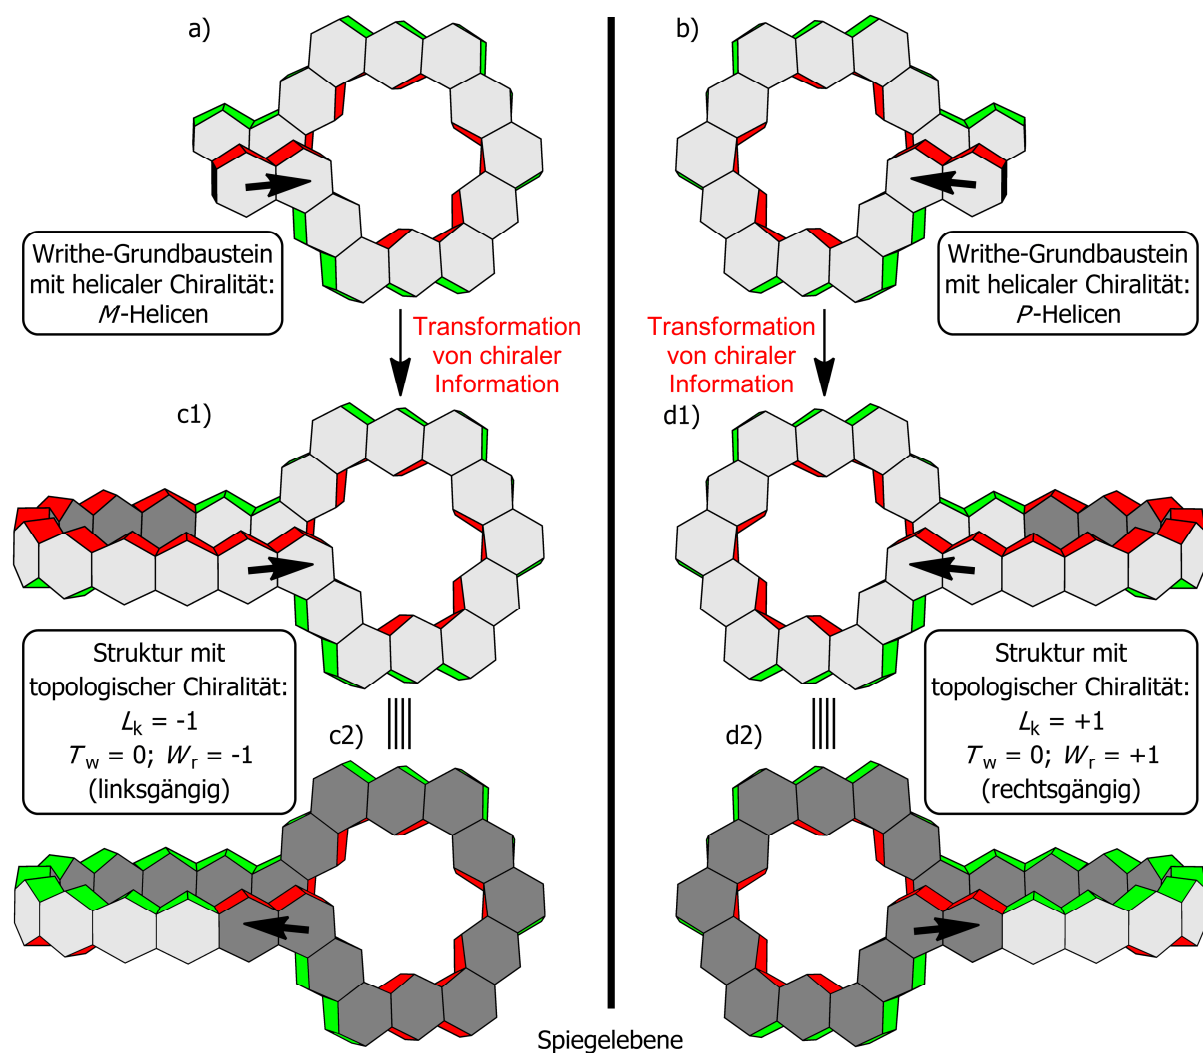 a)
b)
Writhe-Grundbaustein
mit helicaler Chiralität:
M-Helicen
Writhe-Grundbaustein
mit helicaler Chiralität:
P-Helicen
Transformation
von chiraler
Information
Transformation
von chiraler
Information
c1)
d1)
Struktur mit
topologischer Chiralität:
Lk = -1
Tw = 0; Wr = -1
(linksgängig)
Struktur mit
topologischer Chiralität:
Lk = +1
Tw = 0; Wr = +1
(rechtsgängig)
c2)
d2)
Spiegelebene